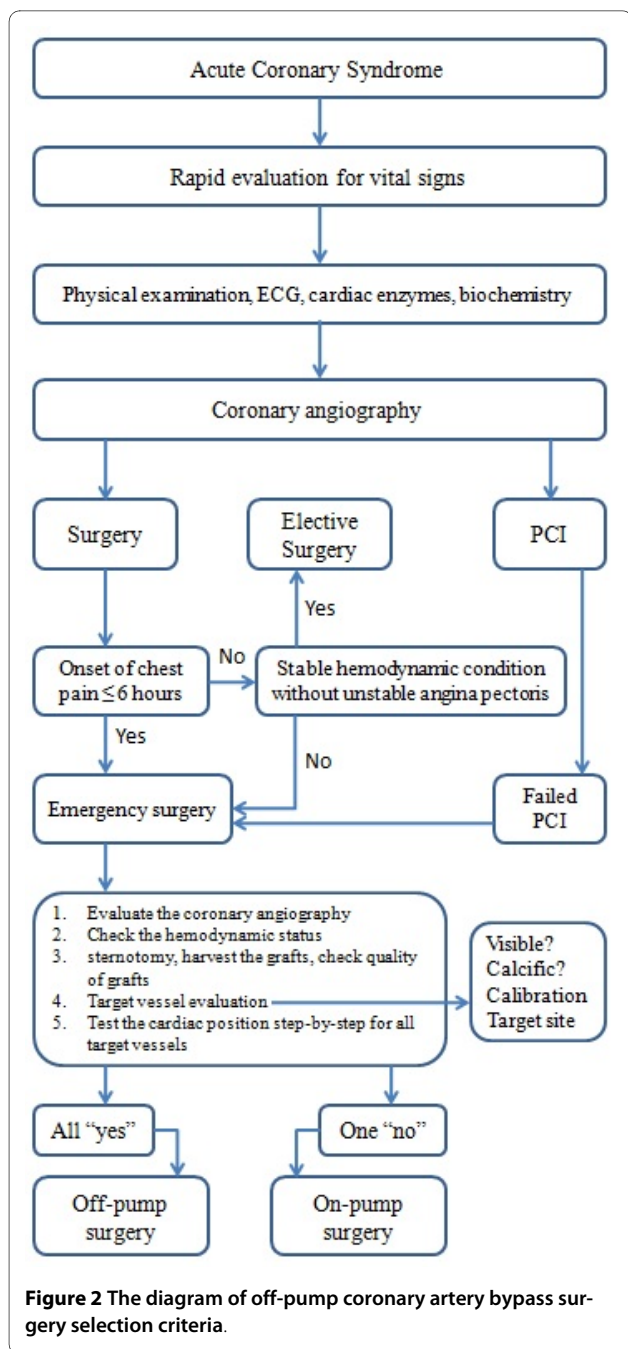 Acute Coronary Syndrome
Rapid evaluation for vital signs
Physical examination, ECG, cardiac enzymes, biochemistry
Coronary angiography
Surgery
Elective
Surgery
PCI
Yes
Onset of chest
pain ≤ 6 hours
No
Stable hemodynamic condition
without unstable angina pectoris
Yes
No
Emergency surgery
Failed
PCI
1. Evaluate the coronary angiography
2. Check the hemodynamic status
3. sternotomy, harvest the grafts, check quality
of grafts
4. Target vessel evaluation
5. Test the cardiac position step-by-step for all
target vessels
Visible?
Calcific?
Calibration
Target site
All “yes”
One “no”
Off-pump
surgery
On-pump
surgery
Figure 2 The diagram of off-pump coronary artery bypass sur-
gery selection criteria.